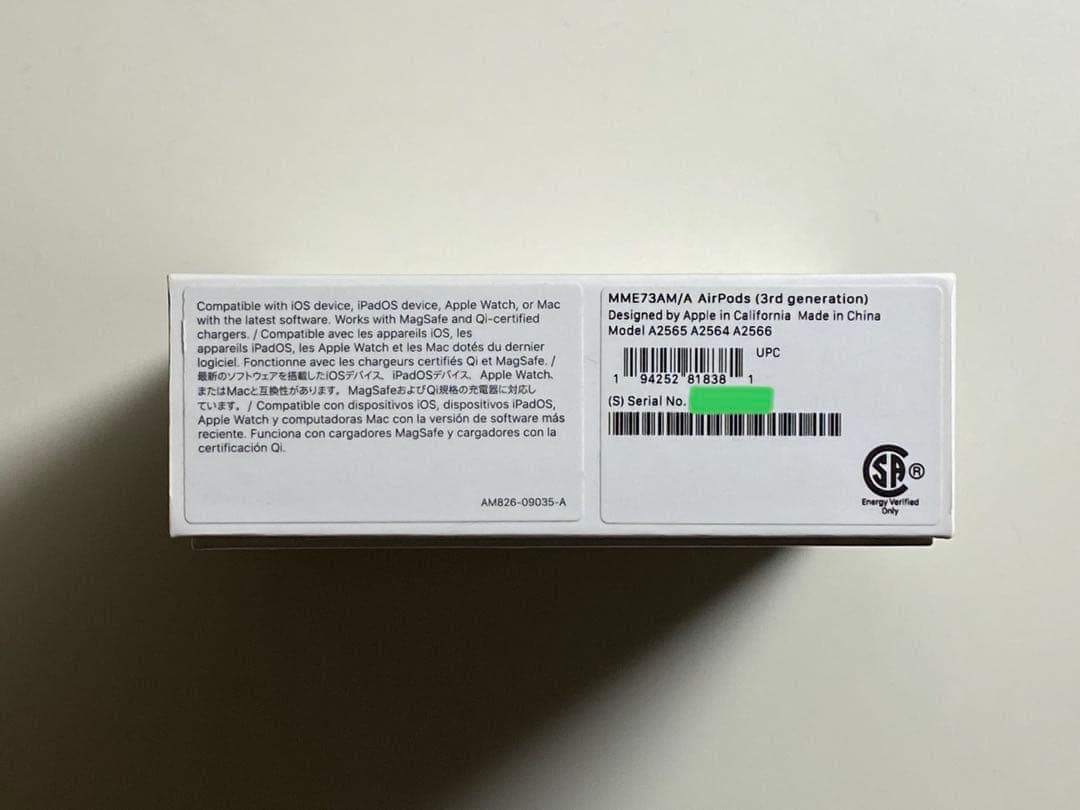 Compatible with iOS device, iPadOS device, Apple Watch, or Mac
with the latest software. Works with MagSafe and Qi-certified
chargers. / Compatible avec les appareils iOS, les
appareils iPadOS, les Apple Watch et les Mac dotés du dernier
logiciel. Fonctionne avec les chargeurs certifiés Qi et MagSafe. /
最新のソフトウェアを搭載したiOSデバイス、iPadOSデバイス、Apple Watch、
またはMacと互換性があります。MagSafeおよびQi規格の充電器に対応し
ています。/ Compatible con dispositivos iOS, dispositivos iPadOS,
Apple Watch y computadoras Mac con la versión de software más
reciente. Funciona con cargadores MagSafe y cargadores con la
certificación Qi.
AM826-09035-A
MME73AM/A AirPods (3rd generation)
Designed by Apple in California Made in China
Model A2565 A2564 A2566
UPC
1 94252 81838 1
(S) Serial No.
SA®
Energy Verified
Only